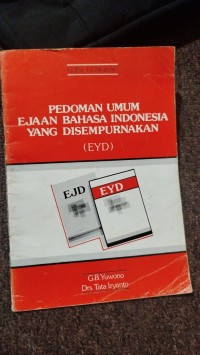 PEDOMAN UMUM
EJAAN BAHASA INDONESIA
YANG DISEMPURNAKAN
(EYD)
EJD
EYD
G.B. Yuwono
Drs. Tata Iryanto